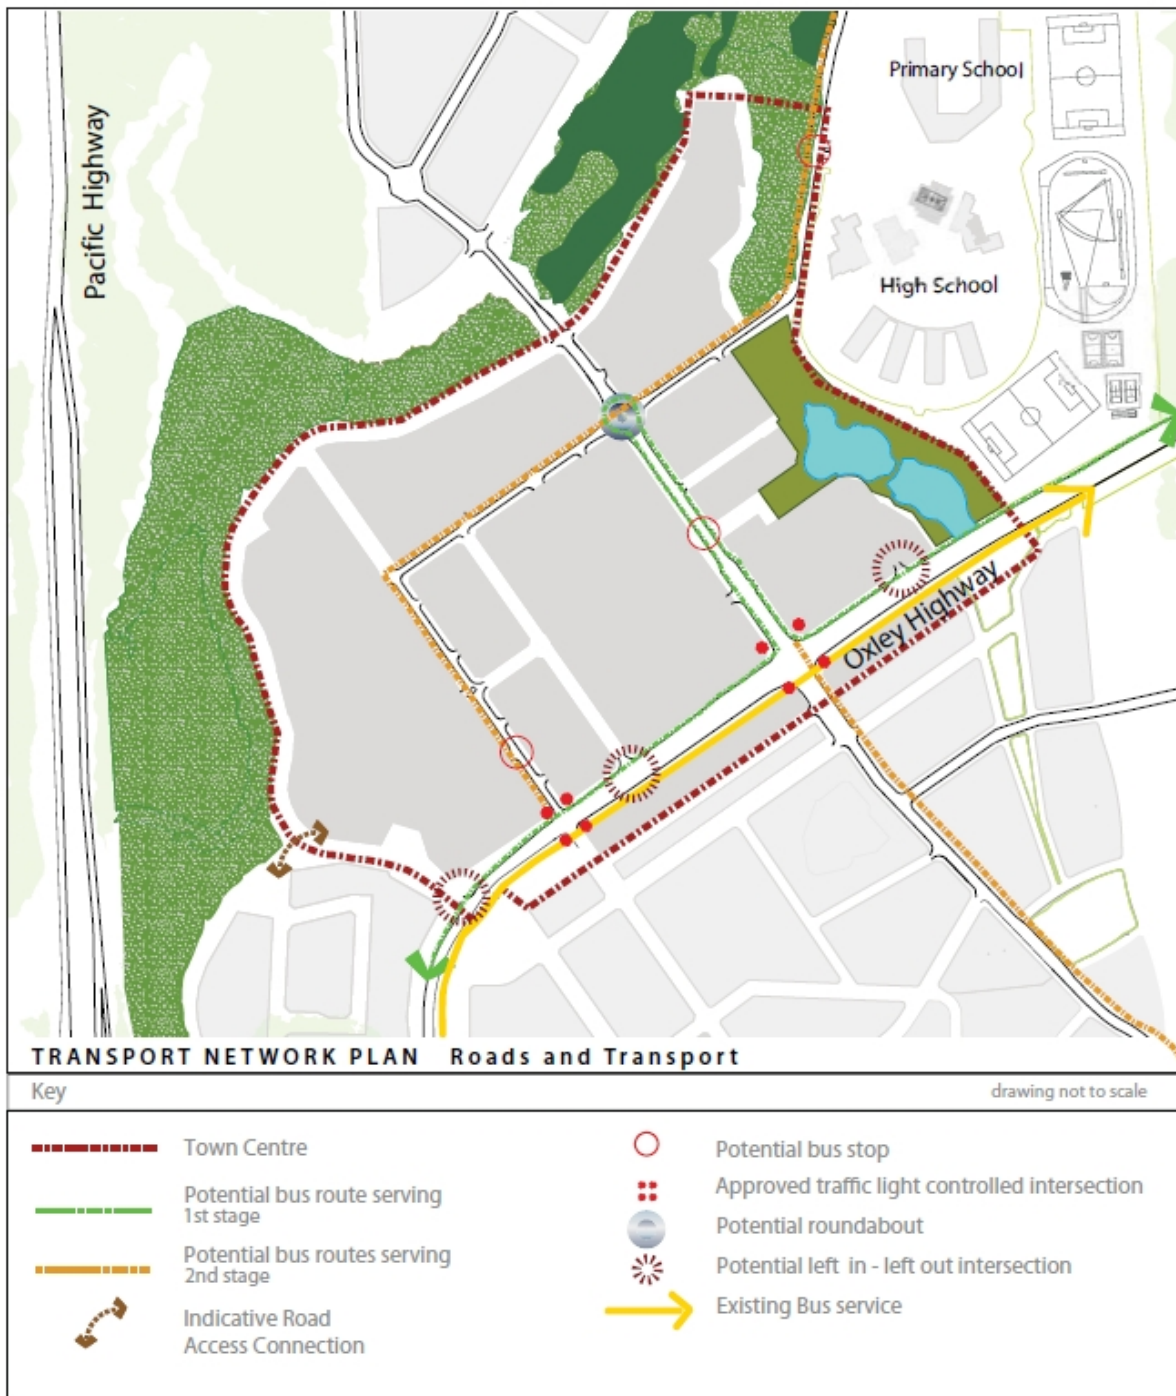 Primary School
Pacific Highway
High School
Oxley Highway
TRANSPORT NETWORK PLAN Roads and Transport
Key
drawing not to scale
Town Centre
Potential bus route serving
1st stage
Potential bus routes serving
2nd stage
Indicative Road
Access Connection
Potential bus stop
Approved traffic light controlled intersection
Potential roundabout
Potential left in - left out intersection
Existing Bus service